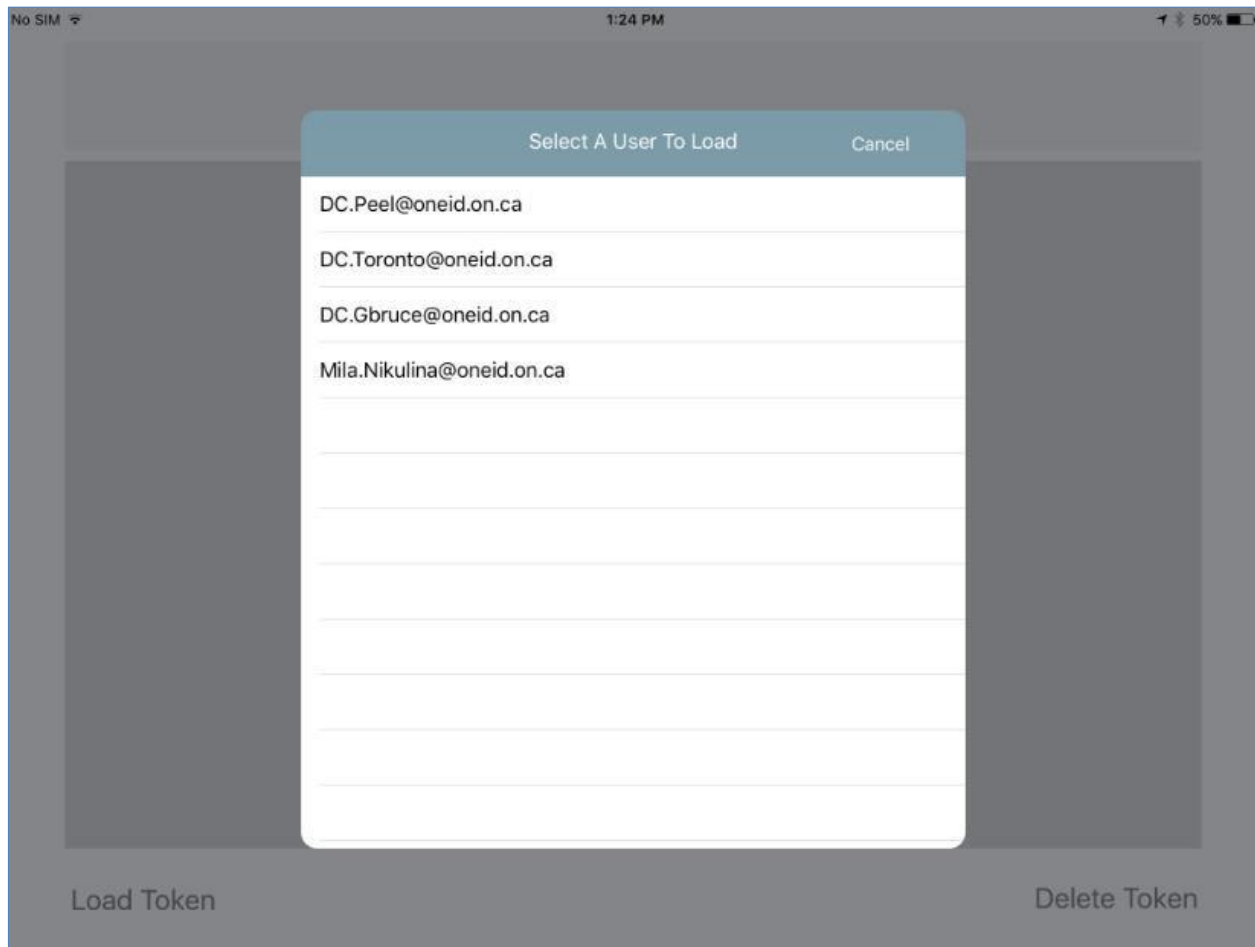 No SIM 1:24 PM 50%
Select A User To Load Cancel
DC.Peel@oneid.on.ca
DC.Toronto@oneid.on.ca
DC.Gbruce@oneid.on.ca
Mila.Nikulina@oneid.on.ca
Load Token Delete Token